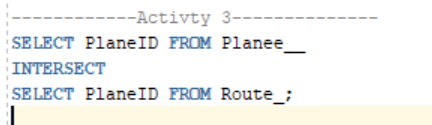 ------------Activty 3--------------
SELECT PlaneID FROM Planee__
INTERSECT
SELECT PlaneID FROM Route_;